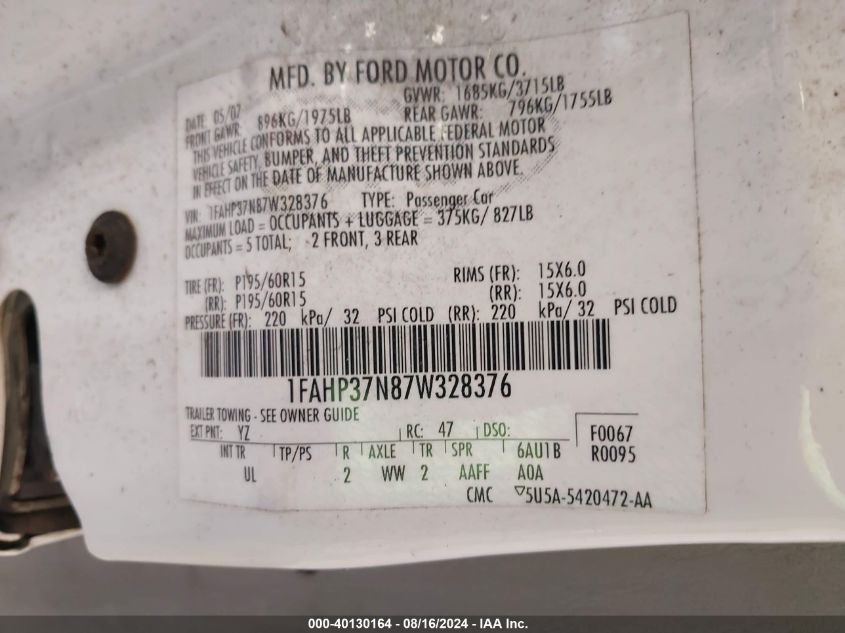 MFD. BY FORD MOTOR CO.
DATE 05/07 GVWR: 1685KG/3715LB
FRONT GAWR: 896KG/1975LB REAR GAWR: 796KG/1755LB
THIS VEHICLE CONFORMS TO ALL APPLICABLE FEDERAL MOTOR
VEHICLE SAFETY, BUMPER, AND THEFT PREVENTION STANDARDS
IN EFFECT ON THE DATE OF MANUFACTURE SHOWN ABOVE.
VIN: 1FAHP37N87W328376 TYPE: Passenger Car
MAXIMUM LOAD = OCCUPANTS + LUGGAGE = 375KG/ 827LB
OCCUPANTS = 5 TOTAL; 2 FRONT, 3 REAR
TIRE (FR): P195/60R15 RIMS (FR): 15X6.0
(RR): P195/60R15 (RR): 15X6.0
PRESSURE (FR): 220 kPa/ 32 PSI COLD (RR): 220 kPa/ 32 PSI COLD
1FAHP37N87W328376
TRAILER TOWING - SEE OWNER GUIDE
EXT PNT: YZ RC: 47 DSO: F0067
INT TR TP/PS R AXLE TR SPR 6AU1B R0095
UL 2 WW 2 AAFF A0A
CMC ▽5U5A-5420472-AA
000-40130164 - 08/16/2024 - IAA Inc.